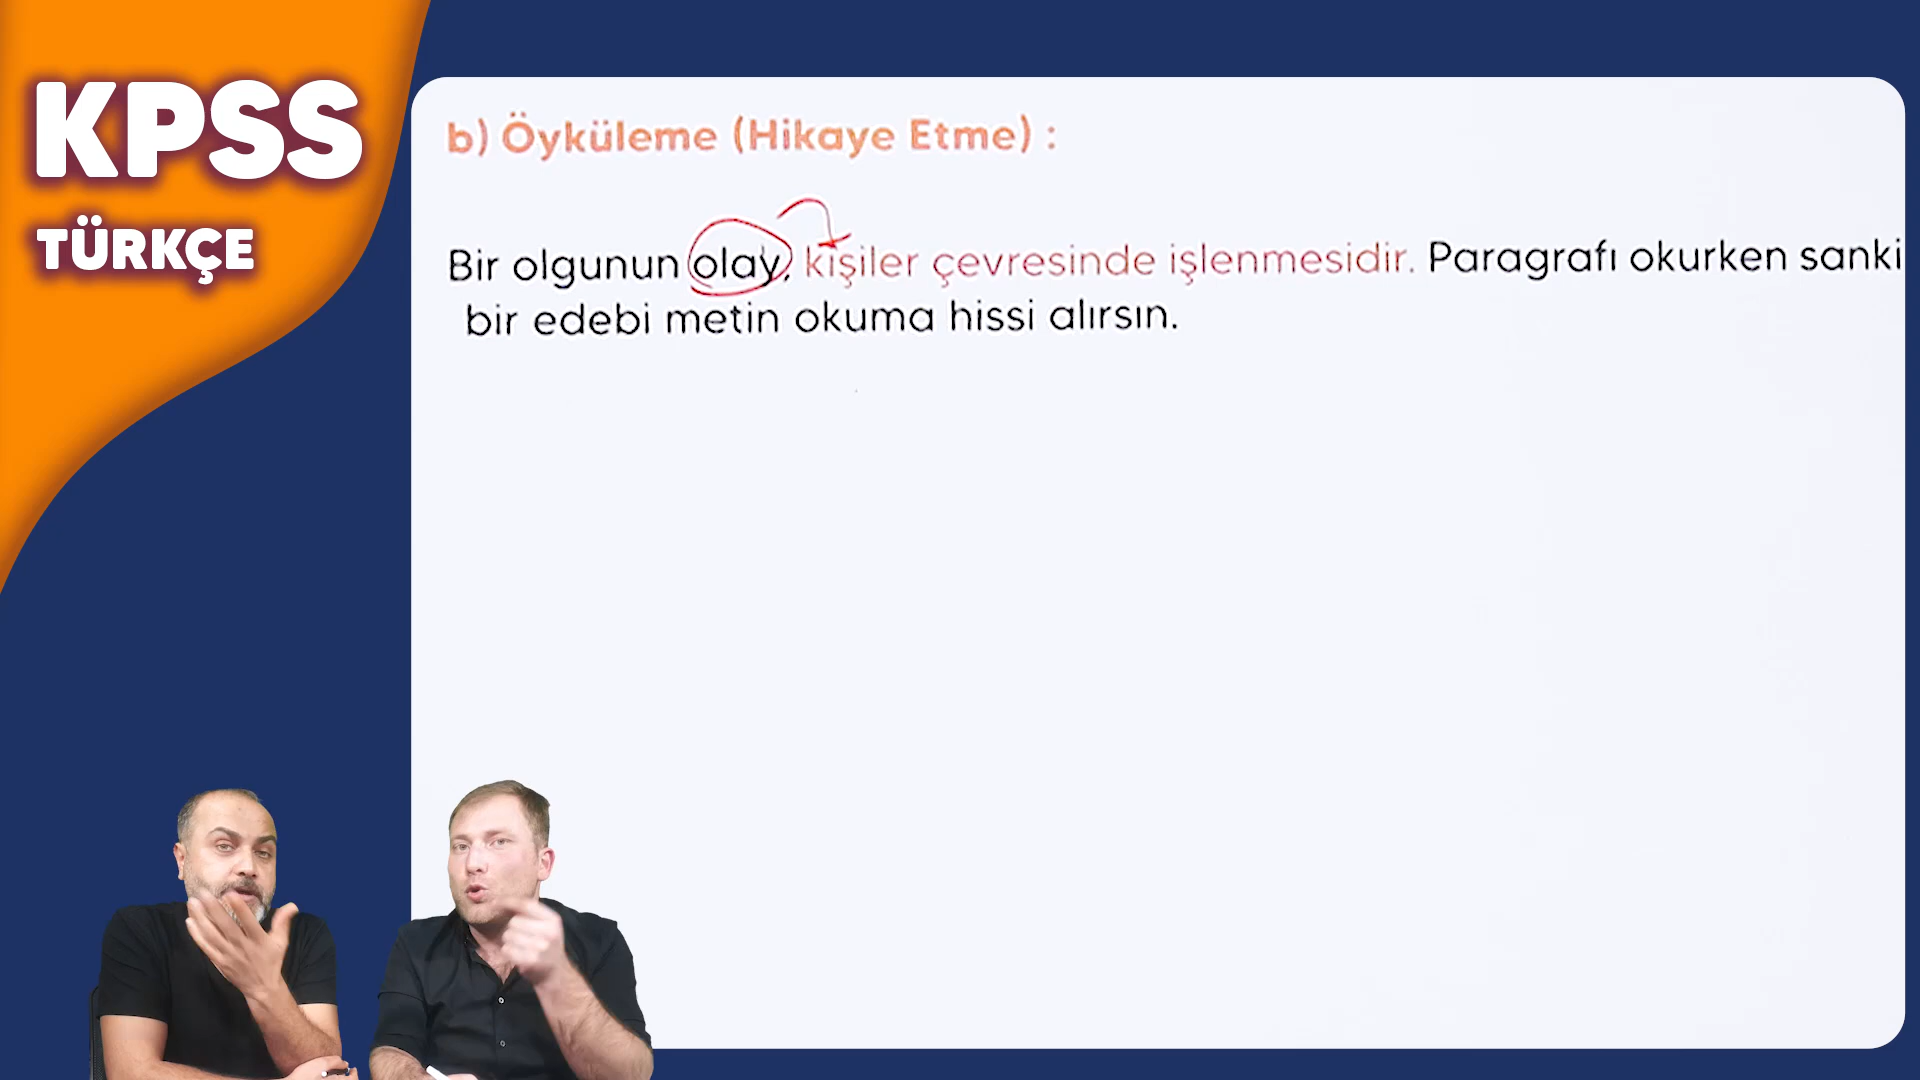 KPSS
TÜRKÇE
b) Öyküleme (Hikaye Etme) :
Bir olgunun olay, kişiler çevresinde işlenmesidir. Paragrafı okurken sanki
bir edebi metin okuma hissi alırsın.